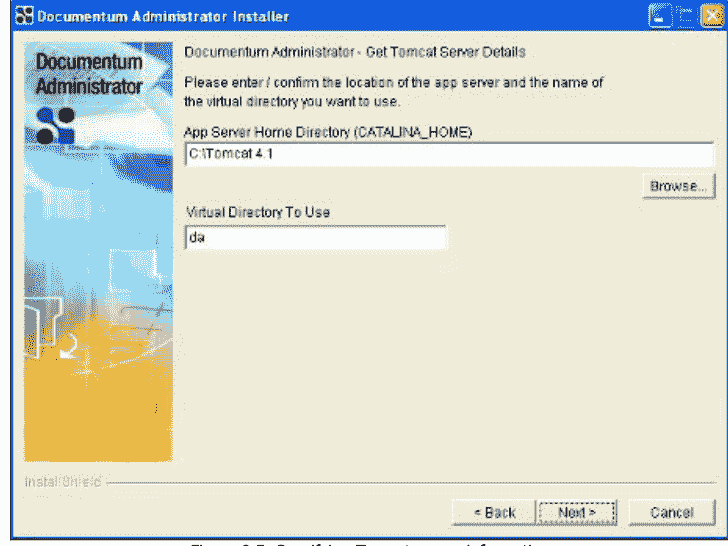 Documentum Administrator Installer
Documentum
Administrator
Documentum Administrator - Get Tomcat Server Details
Please enter / confirm the location of the app server and the name of
the virtual directory you want to use.
App Server Home Directory (CATALINA_HOME)
C:\Tomcat 4.1
Browse...
Virtual Directory To Use
da
InstallShield
< Back
Next >
Cancel